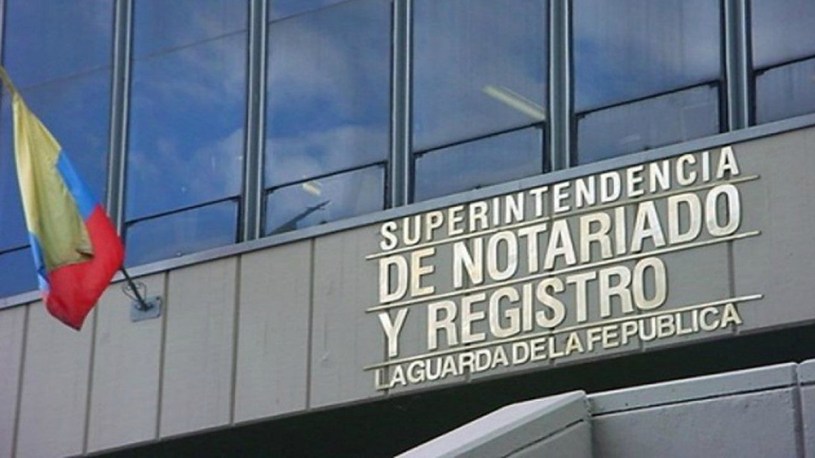 SUPERINTENDENCIA
DE NOTARIADO
Y REGISTRO
LA GUARDA DE LA FE PUBLICA